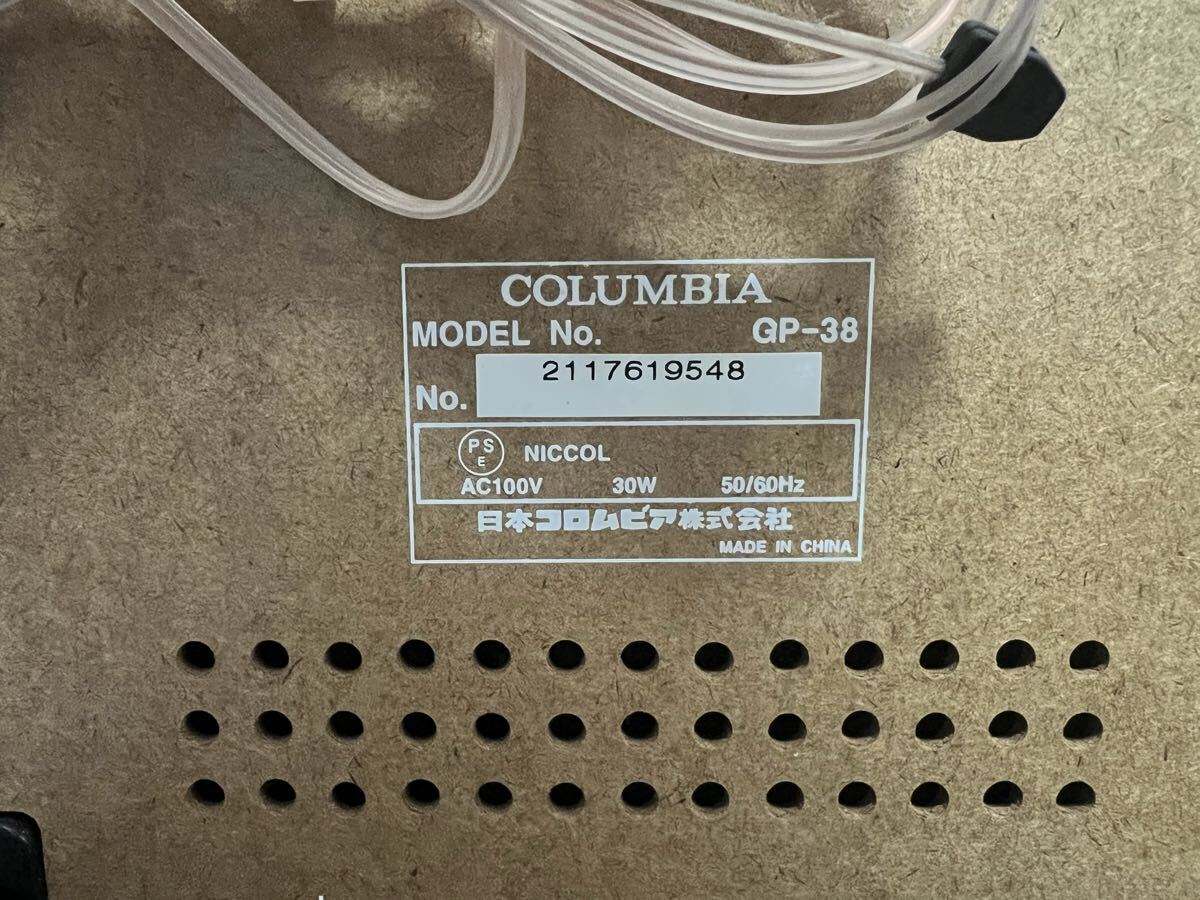 COLUMBIA
MODEL No. GP-38
No. 2117619548
PSE NICCOL
AC100V 30W 50/60Hz
日本コロムビア株式会社
MADE IN CHINA